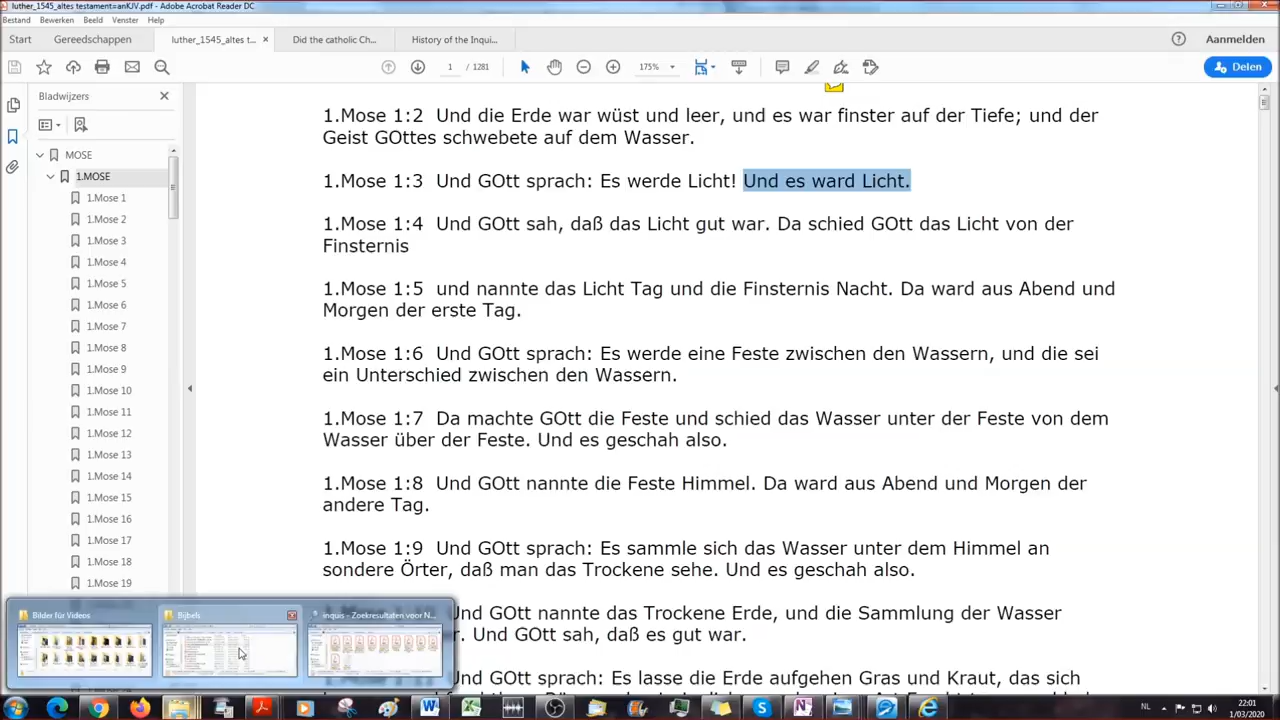 luther_1545_altes testament=anKJV.pdf - Adobe Acrobat Reader DC
Bestand Bewerken Beeld Venster Help
Start Gereedschappen luther_1545_altes t... × Did the catholic Ch... History of the Inqui... Aanmelden
1 / 1281 175% Delen
Bladwijzers
MOSE
1.MOSE
1.Mose 1
1.Mose 2
1.Mose 3
1.Mose 4
1.Mose 5
1.Mose 6
1.Mose 7
1.Mose 8
1.Mose 9
1.Mose 10
1.Mose 11
1.Mose 12
1.Mose 13
1.Mose 14
1.Mose 15
1.Mose 16
1.Mose 17
1.Mose 18
1.Mose 19
1.Mose 1:2 Und die Erde war wüst und leer, und es war finster auf der Tiefe; und der
Geist GOttes schwebete auf dem Wasser.
1.Mose 1:3 Und GOtt sprach: Es werde Licht! Und es ward Licht.
1.Mose 1:4 Und GOtt sah, daß das Licht gut war. Da schied GOtt das Licht von der
Finsternis
1.Mose 1:5 und nannte das Licht Tag und die Finsternis Nacht. Da ward aus Abend und
Morgen der erste Tag.
1.Mose 1:6 Und GOtt sprach: Es werde eine Feste zwischen den Wassern, und die sei
ein Unterschied zwischen den Wassern.
1.Mose 1:7 Da machte GOtt die Feste und schied das Wasser unter der Feste von dem
Wasser über der Feste. Und es geschah also.
1.Mose 1:8 Und GOtt nannte die Feste Himmel. Da ward aus Abend und Morgen der
andere Tag.
1.Mose 1:9 Und GOtt sprach: Es sammle sich das Wasser unter dem Himmel an
sondere Örter, daß man das Trockene sehe. Und es geschah also.
Und GOtt nannte das Trockene Erde, und die Sammlung der Wasser
. Und GOtt sah, daß es gut war.
Und GOtt sprach: Es lasse die Erde aufgehen Gras und Kraut, das sich
Bilder für Videos Bijbels inquis - Zoekresultaten voor N...
NL 22:01
1/03/2020